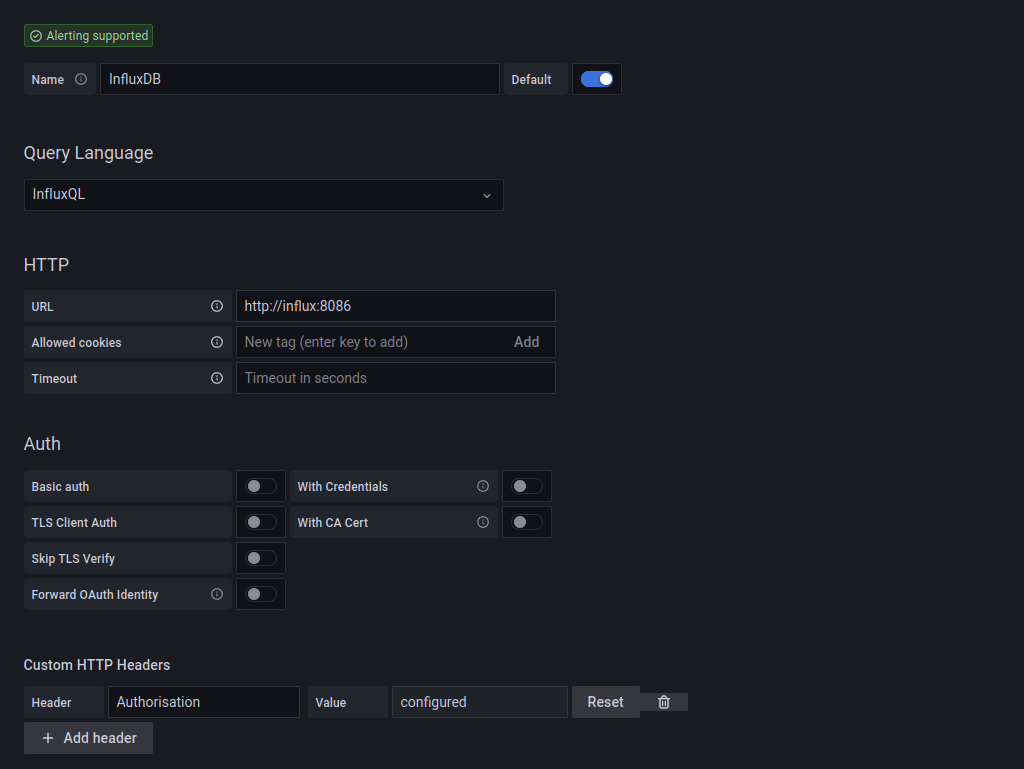 Alerting supported
Name InfluxDB Default
Query Language
InfluxQL
HTTP
URL http://influx:8086
Allowed cookies New tag (enter key to add) Add
Timeout Timeout in seconds
Auth
Basic auth With Credentials
TLS Client Auth With CA Cert
Skip TLS Verify
Forward OAuth Identity
Custom HTTP Headers
Header Authorisation Value configured Reset
+ Add header